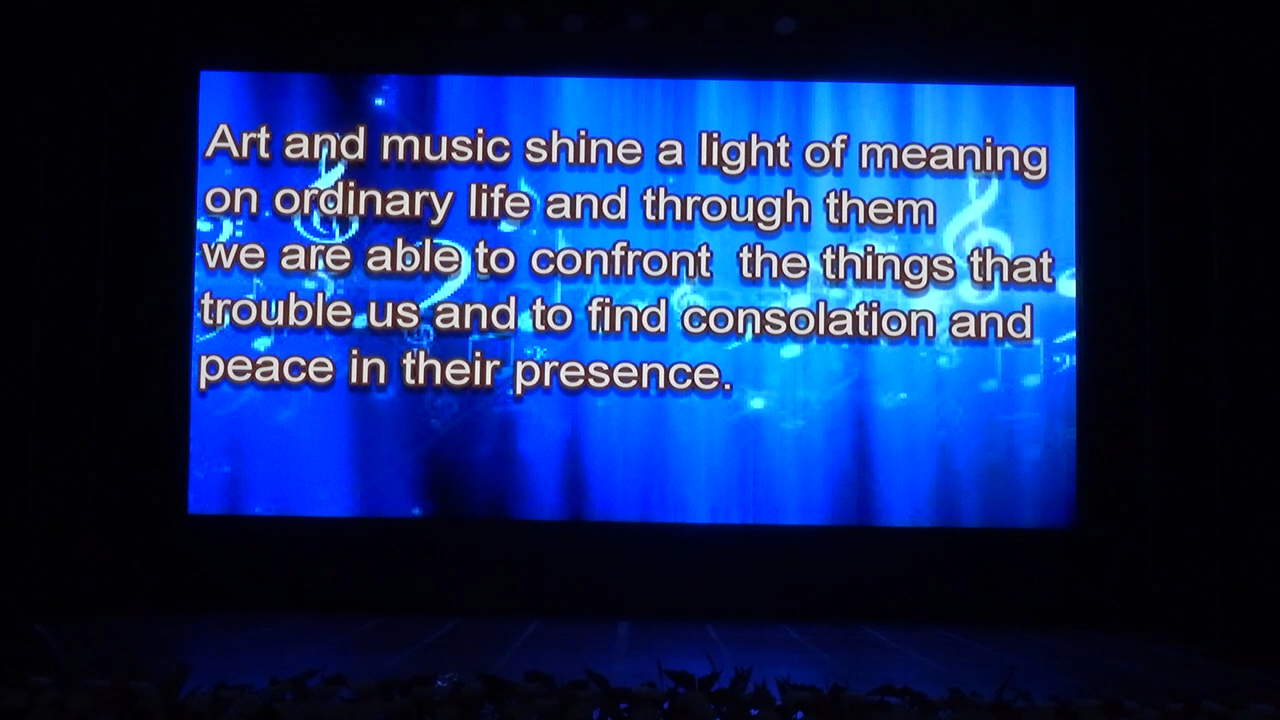 Art and music shine a light of meaning
on ordinary life and through them
we are able to confront  the things that
trouble us and to find consolation and
peace in their presence.